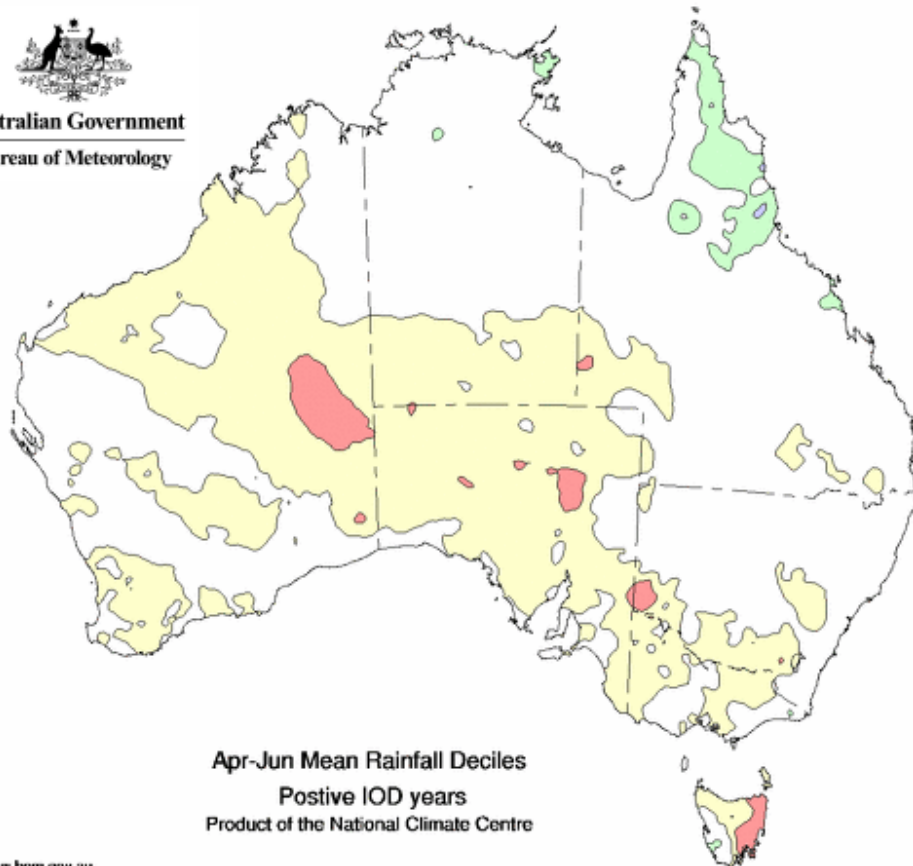 tralian Government
reau of Meteorology
Apr-Jun Mean Rainfall Deciles
Postive IOD years
Product of the National Climate Centre